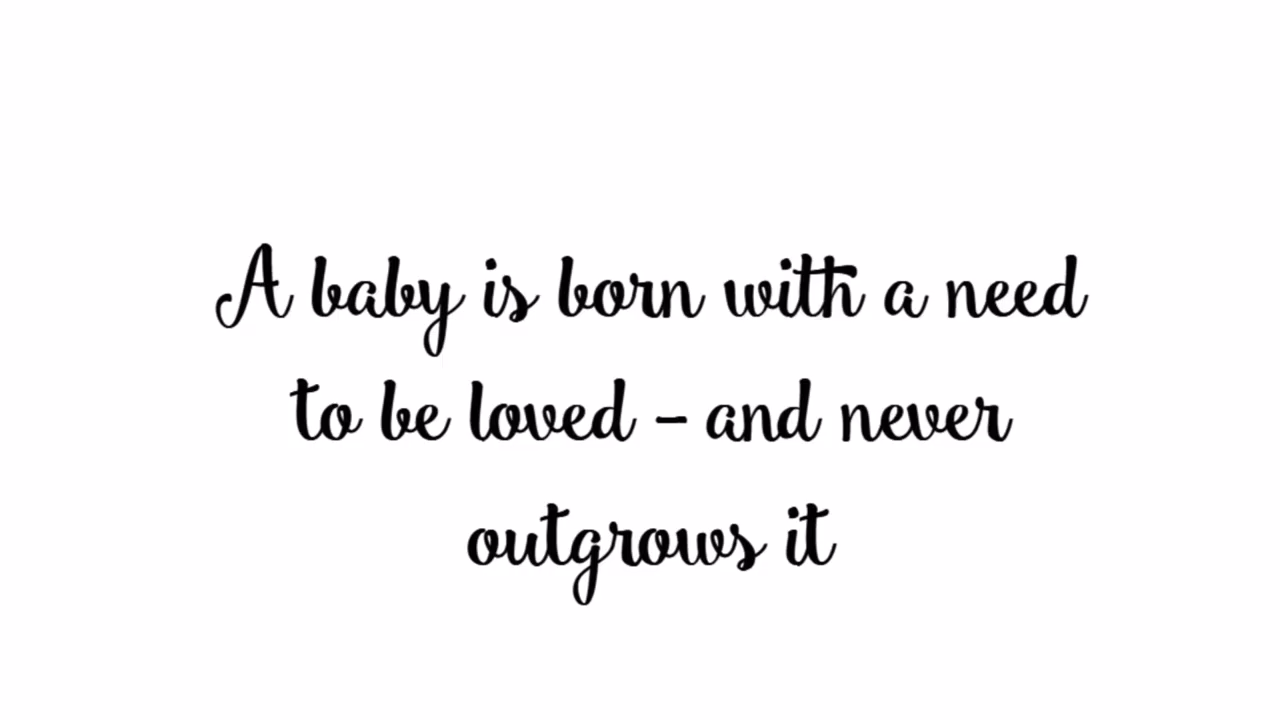 A baby is born with a need
to be loved – and never
outgrows it